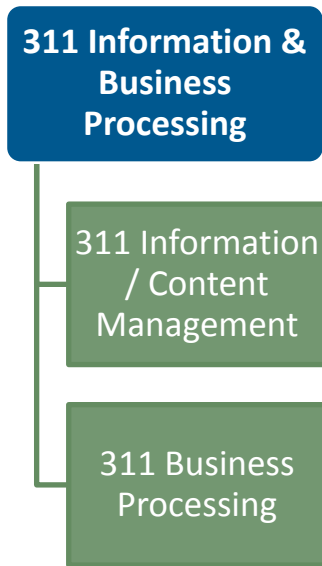 311 Information &
Business
Processing
311 Information
/ Content
Management
311 Business
Processing